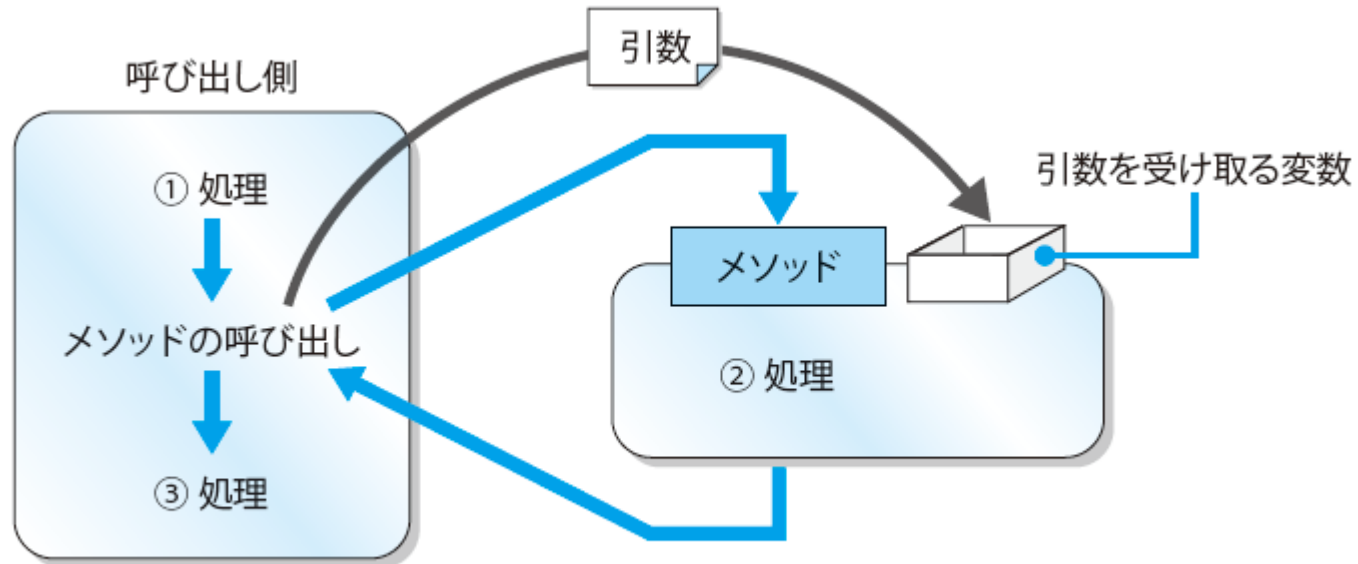 引数
呼び出し側
① 処理
引数を受け取る変数
メソッド
メソッドの呼び出し
② 処理
③ 処理